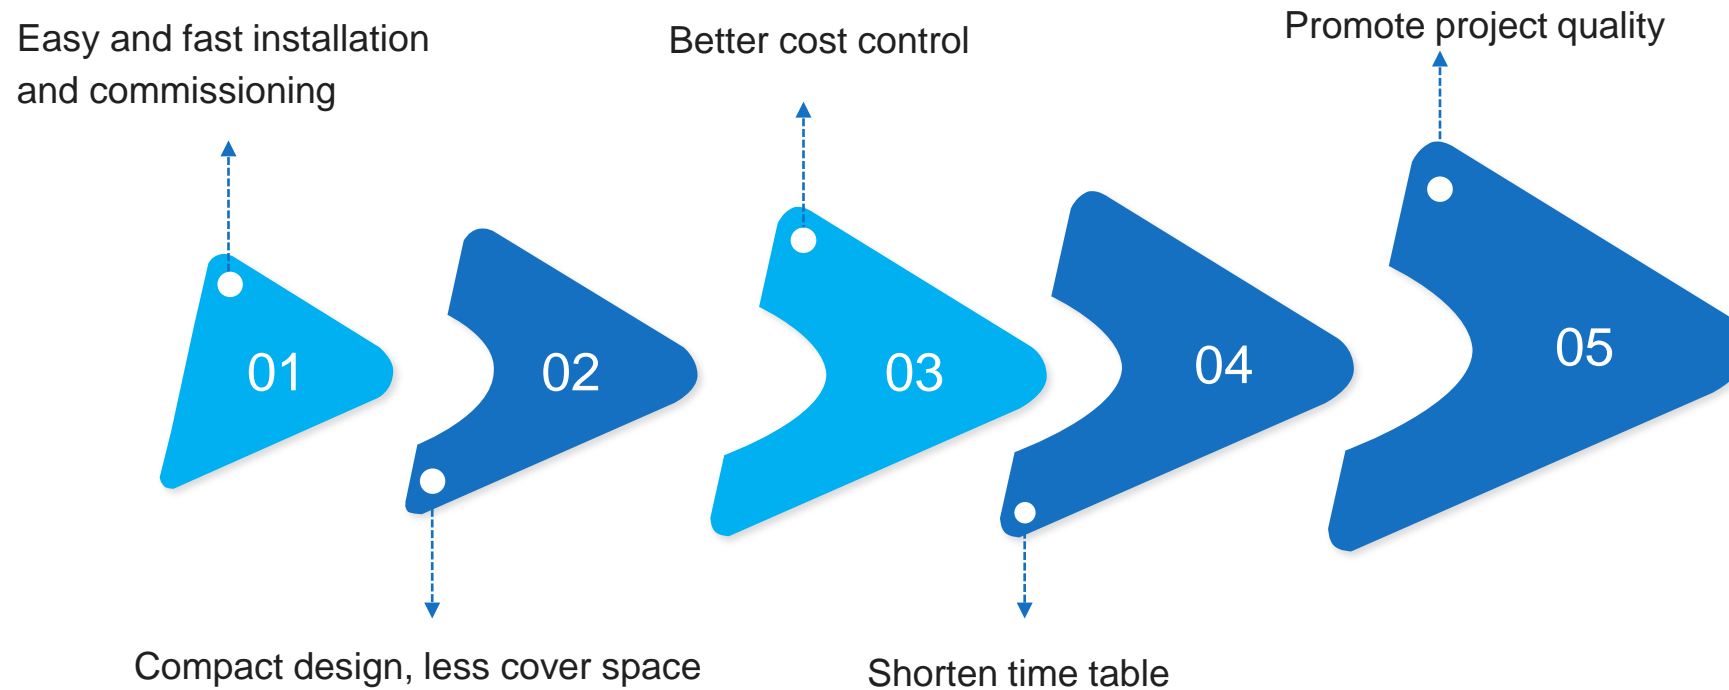 Easy and fast installation
and commissioning
Better cost control
Promote project quality
01
02
03
04
05
Compact design, less cover space
Shorten time table